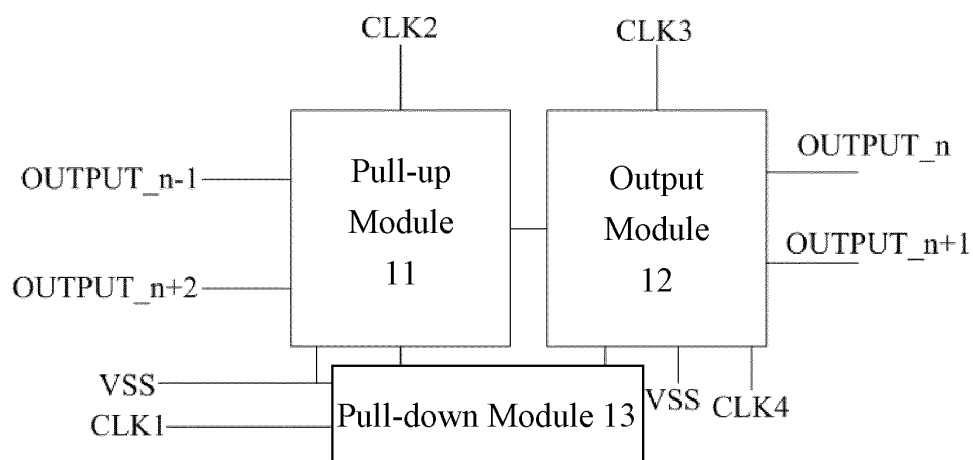 CLK2
CLK3
OUTPUT_n-1
Pull-up
Module
11
Output
Module
12
OUTPUT_n
OUTPUT_n+1
OUTPUT_n+2
VSS
CLK1
Pull-down Module 13
VSS
CLK4